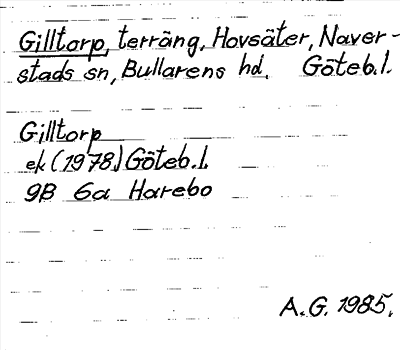 Gilltorp, terräng, Hovsäter, Naver-
stads sn, Bullarens hd, Göteb.l.
Gilltorp
ek (1978) Göteb.l.
9B 6a Harebo
A.G. 1985.